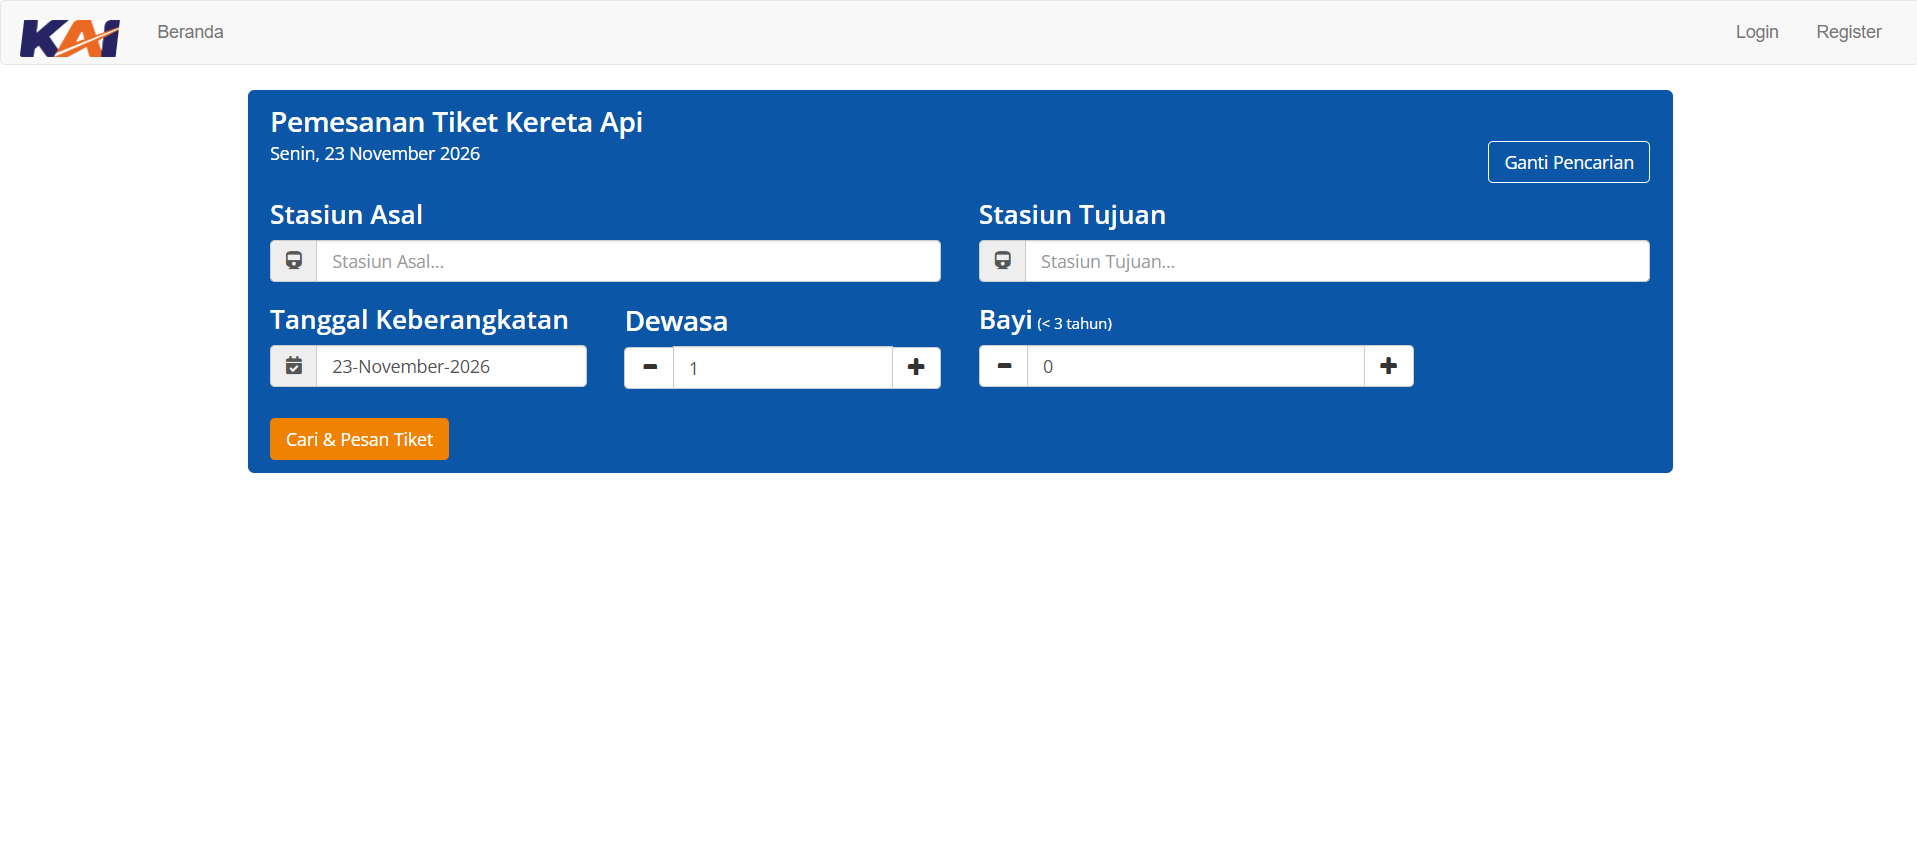 KAI
Beranda
Login
Register
Pemesanan Tiket Kereta Api
Senin, 23 November 2026
Ganti Pencarian
Stasiun Asal
Stasiun Tujuan
Stasiun Asal...
Stasiun Tujuan...
Tanggal Keberangkatan
Dewasa
Bayi (< 3 tahun)
23-November-2026
1
0
Cari & Pesan Tiket